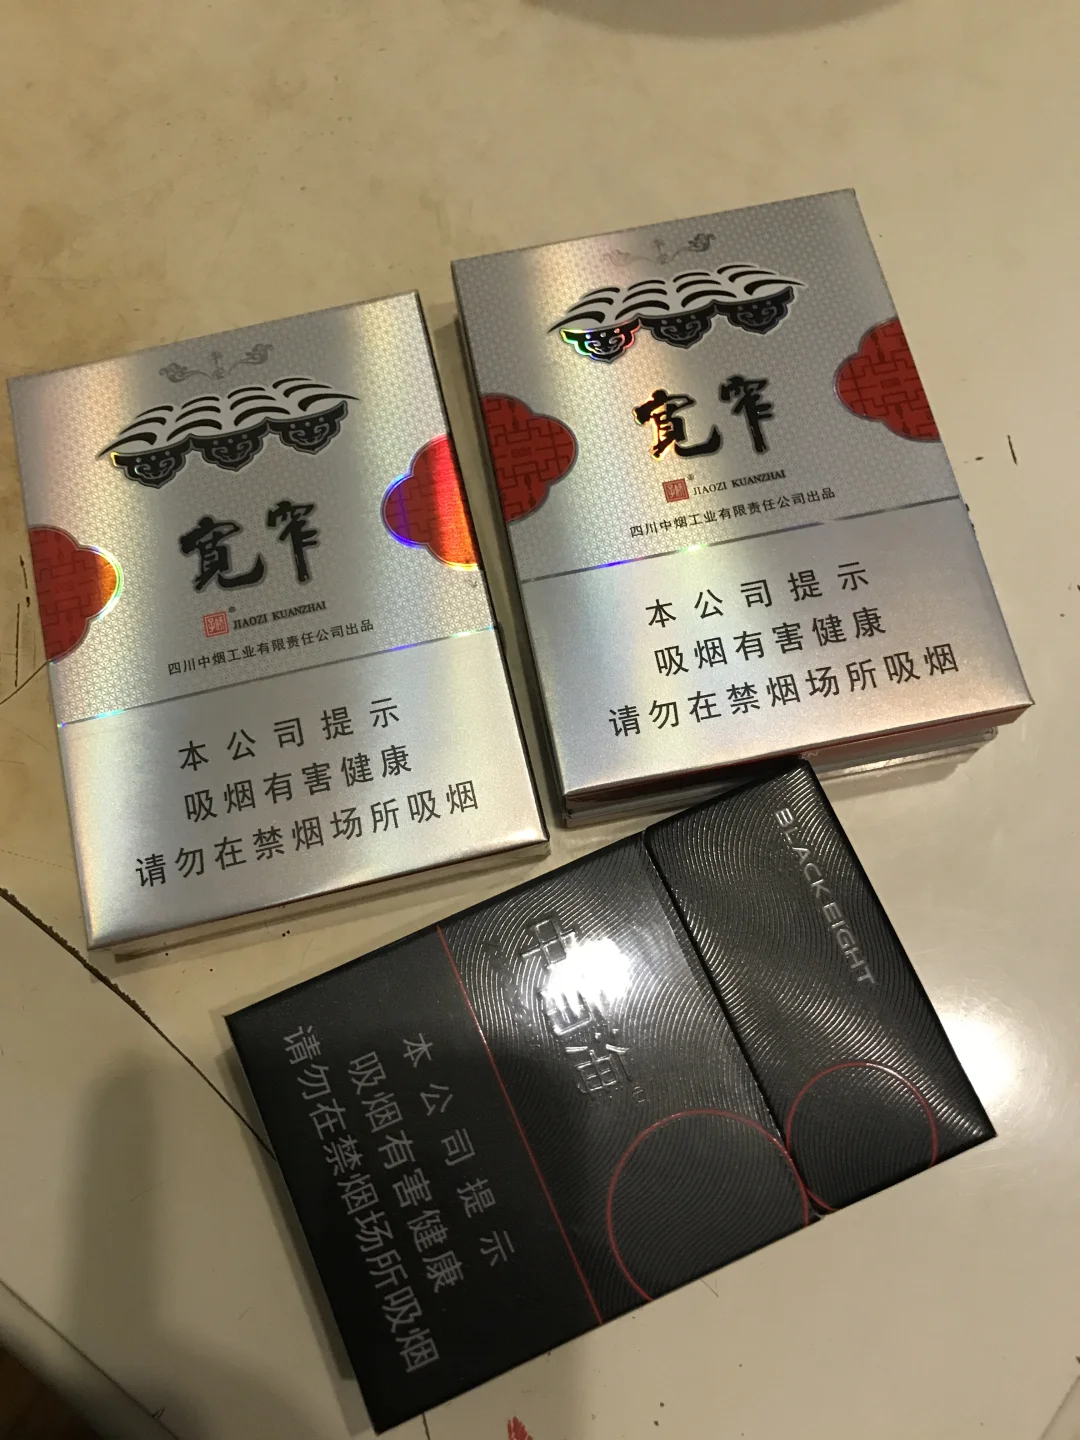 宽窄
JIAOZI KUANZHAI
四川中烟工业有限责任公司出品
本公司提示
吸烟有害健康
请勿在禁烟场所吸烟
宽窄
JIAOZI KUANZHAI
四川中烟工业有限责任公司出品
本公司提示
吸烟有害健康
请勿在禁烟场所吸烟
BLACK EIGHT
中南海
本公司提示
吸烟有害健康
请勿在禁烟场所吸烟